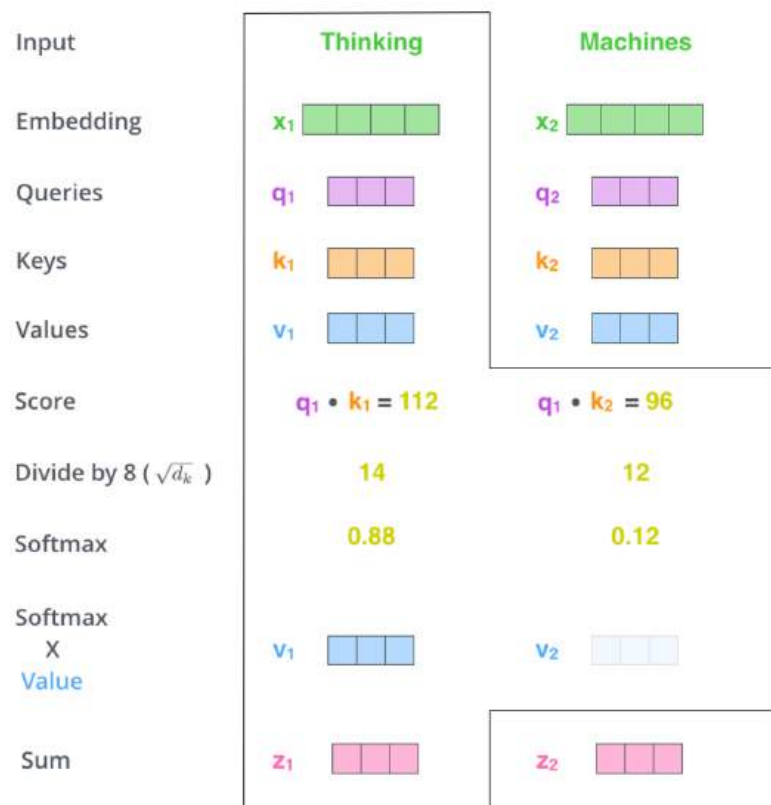 Input Thinking Machines
Embedding x₁ x₂
Queries q₁ q₂
Keys k₁ k₂
Values v₁ v₂
Score q₁ • k₁ = 112 q₁ • k₂ = 96
Divide by 8 ( √dₖ ) 14 12
Softmax 0.88 0.12
Softmax
X
Value v₁ v₂
Sum z₁ z₂